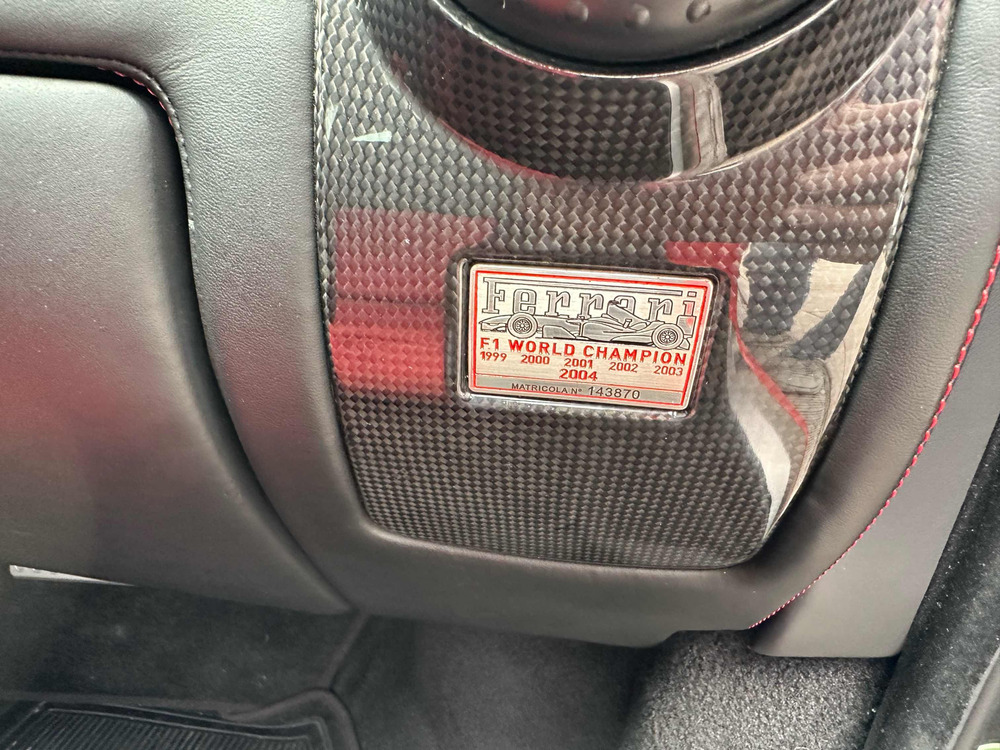 Ferrari
F1 WORLD CHAMPION
1999 2000 2001 2002 2003
2004
MATRICOLA N° 143870